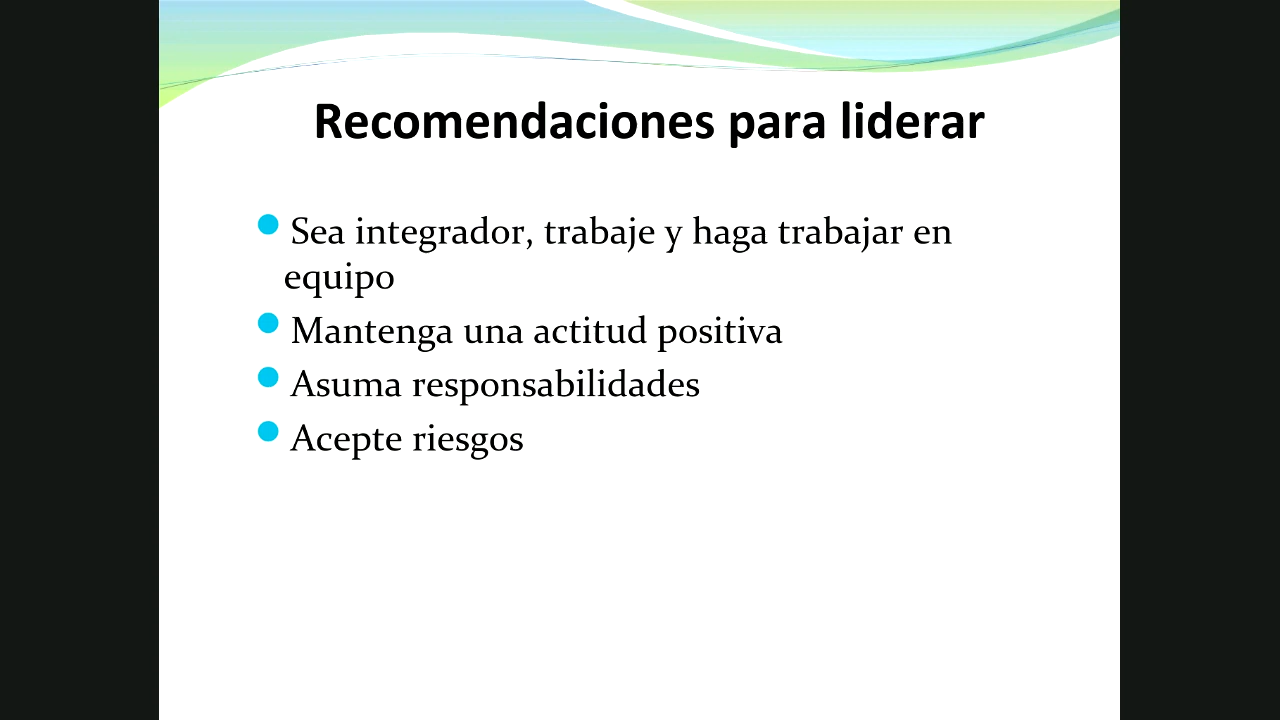 Recomendaciones para liderar
Sea integrador, trabaje y haga trabajar en
equipo
Mantenga una actitud positiva
Asuma responsabilidades
Acepte riesgos